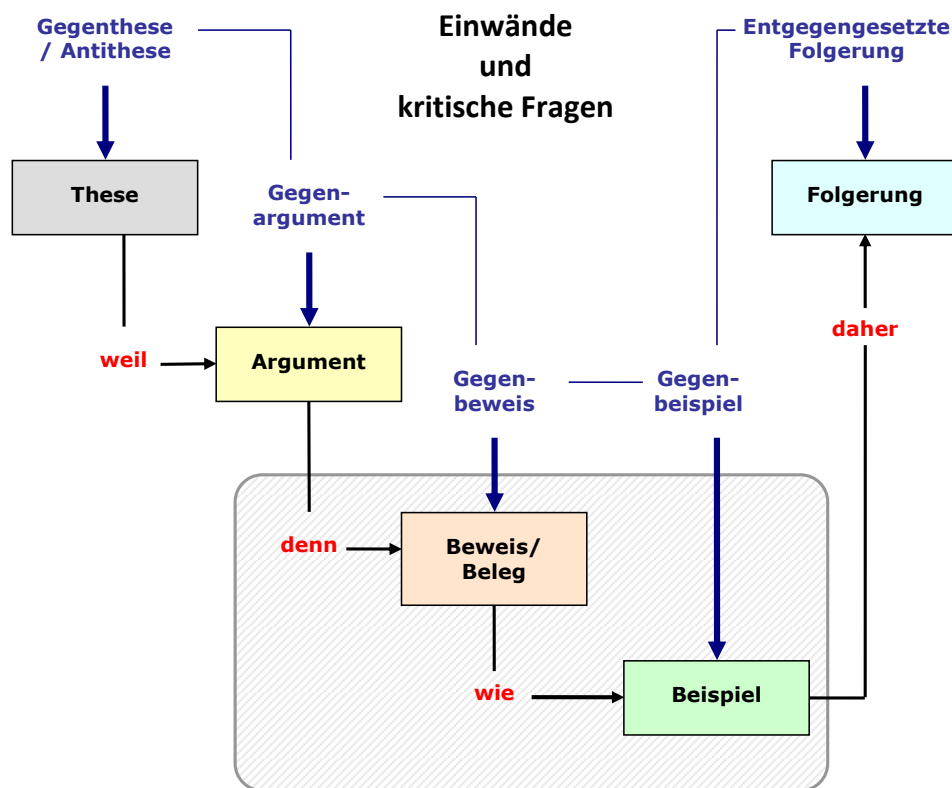 Gegenthese
/ Antithese
Einwände
und
kritische Fragen
Entgegengesetzte
Folgerung
These
Gegen-
argument
Folgerung
weil
Argument
daher
Gegen-
beweis
Gegen-
beispiel
denn
Beweis/
Beleg
wie
Beispiel